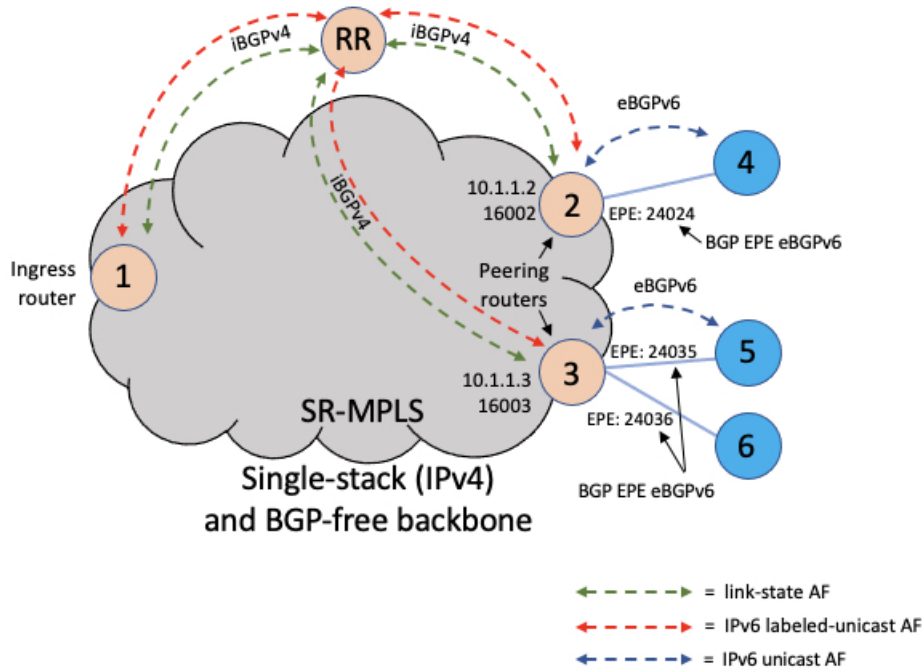 iBGPv4
RR
iBGPv4
eBGPv6
4
10.1.1.2
16002
2
EPE: 24024
BGP EPE eBGPv6
iBGPv4
Ingress
router
1
Peering
routers
eBGPv6
5
EPE: 24035
10.1.1.3
16003
3
EPE: 24036
6
SR-MPLS
BGP EPE eBGPv6
Single-stack (IPv4)
and BGP-free backbone
= link-state AF
= IPv6 labeled-unicast AF
= IPv6 unicast AF